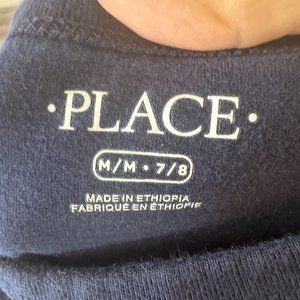 ·PLACE·
M/M · 7/8
MADE IN ETHIOPIA
FABRIQUÉ EN ÉTHIOPIE